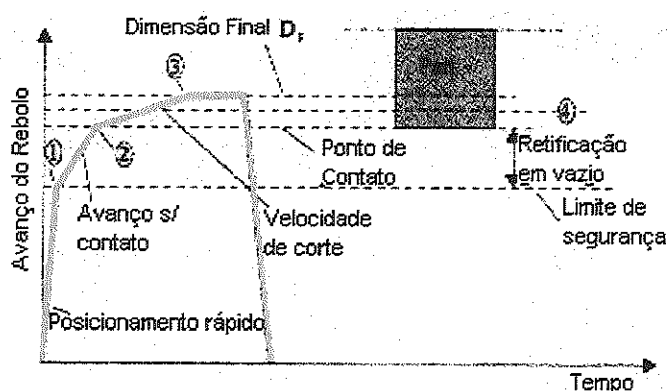 Dimensão Final D
③
④
①
②
Ponto de
Contato
Retificação
em vazio
Limite de
segurança
Avanço s/
contato
Velocidade
de corte
Posicionamento rápido
Avanço do Rebolo
Tempo